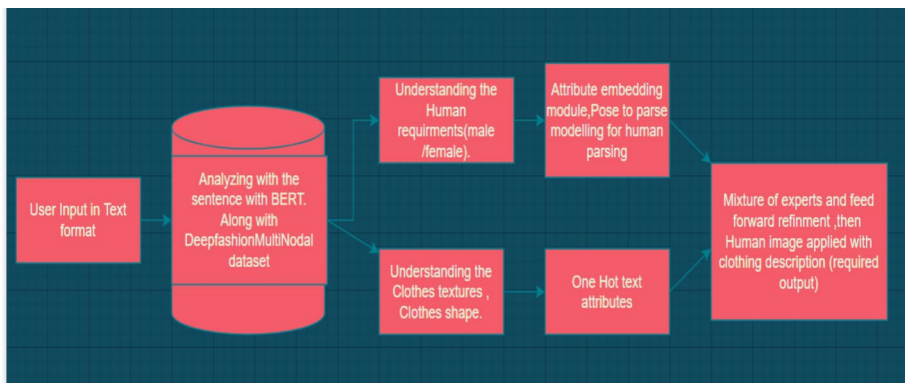 User Input in Text
format
Analyzing with the
sentence with BERT.
Along with
DeepfashionMultiNodal
dataset
Understanding the
Human
requirments(male
/female).
Attribute embedding
module,Pose to parse
modelling for human
parsing
Understanding the
Clothes textures ,
Clothes shape.
One Hot text
attributes
Mixture of experts and feed
forward refinment ,then
Human image applied with
clothing description (required
output)